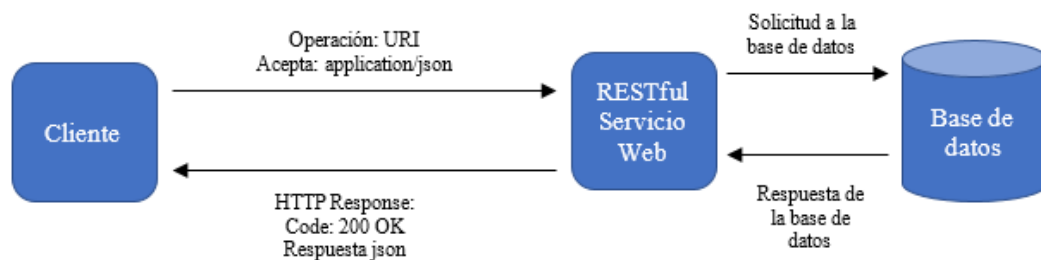 Operación: URI
Acepta: application/json
Solicitud a la
base de datos
Cliente
RESTful
Servicio
Web
Base de
datos
HTTP Response:
Code: 200 OK
Respuesta json
Respuesta de
la base de
datos